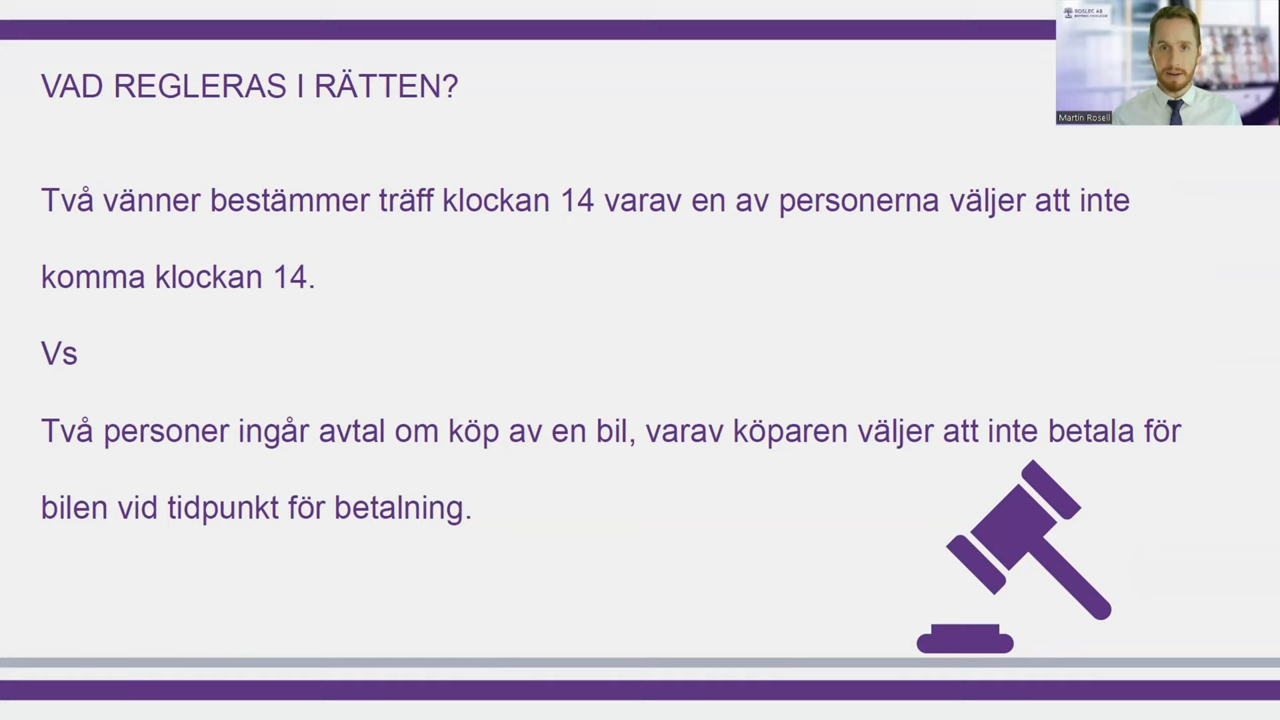 VAD REGLERAS I RÄTTEN?
ROSLEC AB
Martin Rosell
Två vänner bestämmer träff klockan 14 varav en av personerna väljer att inte
komma klockan 14.
Vs
Två personer ingår avtal om köp av en bil, varav köparen väljer att inte betala för
bilen vid tidpunkt för betalning.